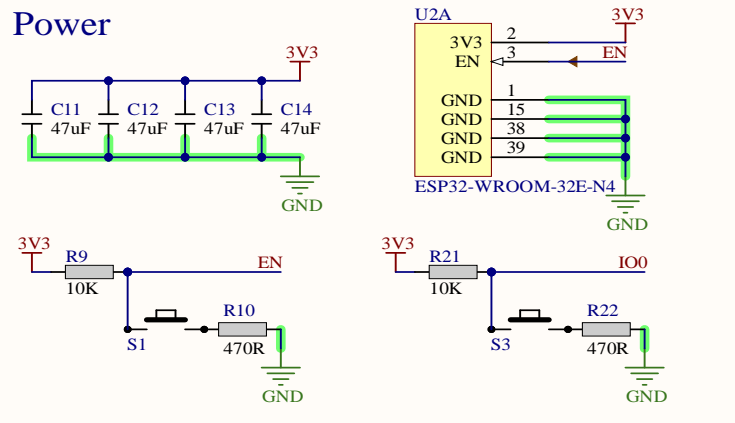 Power
3V3
C11
47uF
C12
47uF
C13
47uF
C14
47uF
GND
U2A
3V3
3V3 2
EN 3
EN
GND 1
GND 15
GND 38
GND 39
ESP32-WROOM-32E-N4
GND
3V3
R9
10K
EN
S1
R10
470R
GND
3V3
R21
10K
IO0
S3
R22
470R
GND